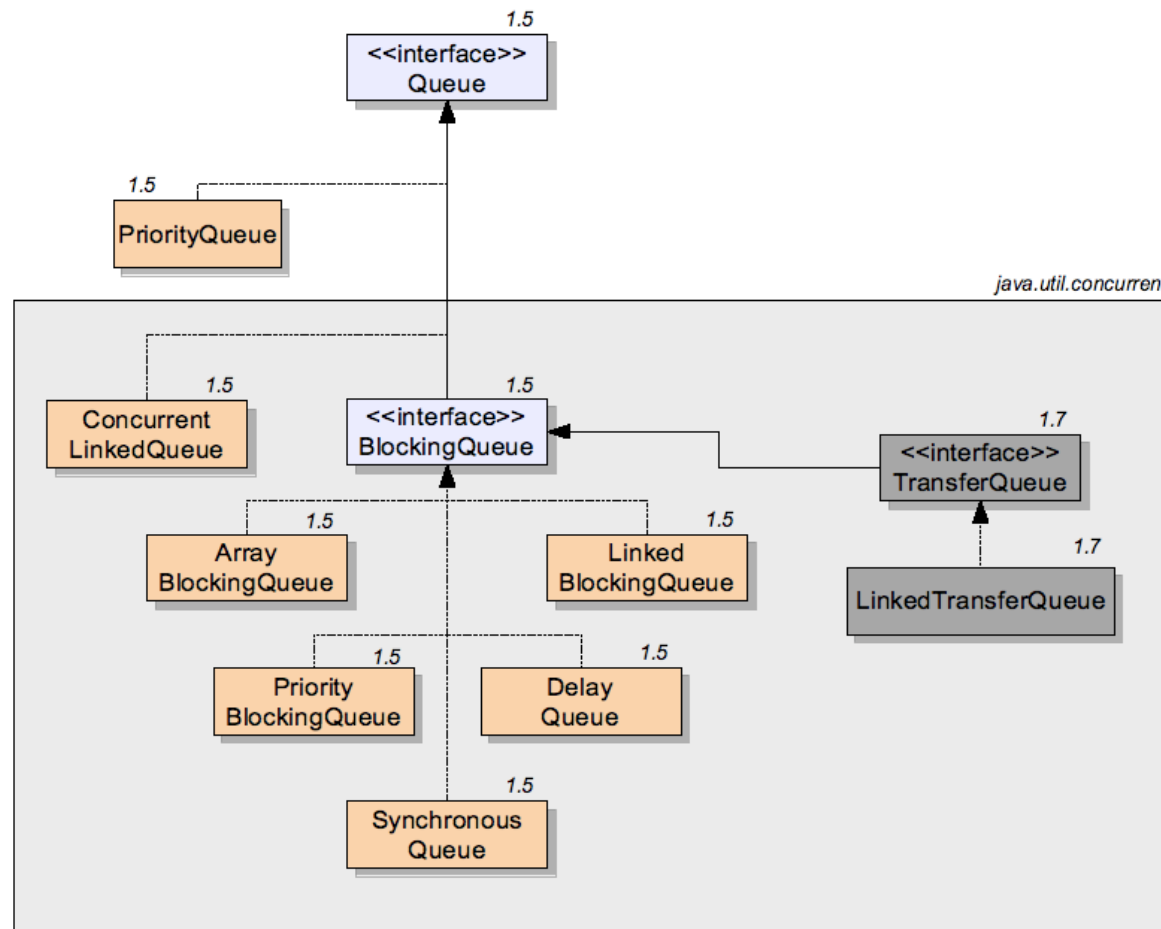 1.5
<<interface>>
Queue
1.5
PriorityQueue
java.util.concurren
1.5
Concurrent
LinkedQueue
1.5
<<interface>>
BlockingQueue
1.7
<<interface>>
TransferQueue
1.5
Array
BlockingQueue
1.5
Linked
BlockingQueue
1.7
LinkedTransferQueue
1.5
Priority
BlockingQueue
1.5
Delay
Queue
1.5
Synchronous
Queue